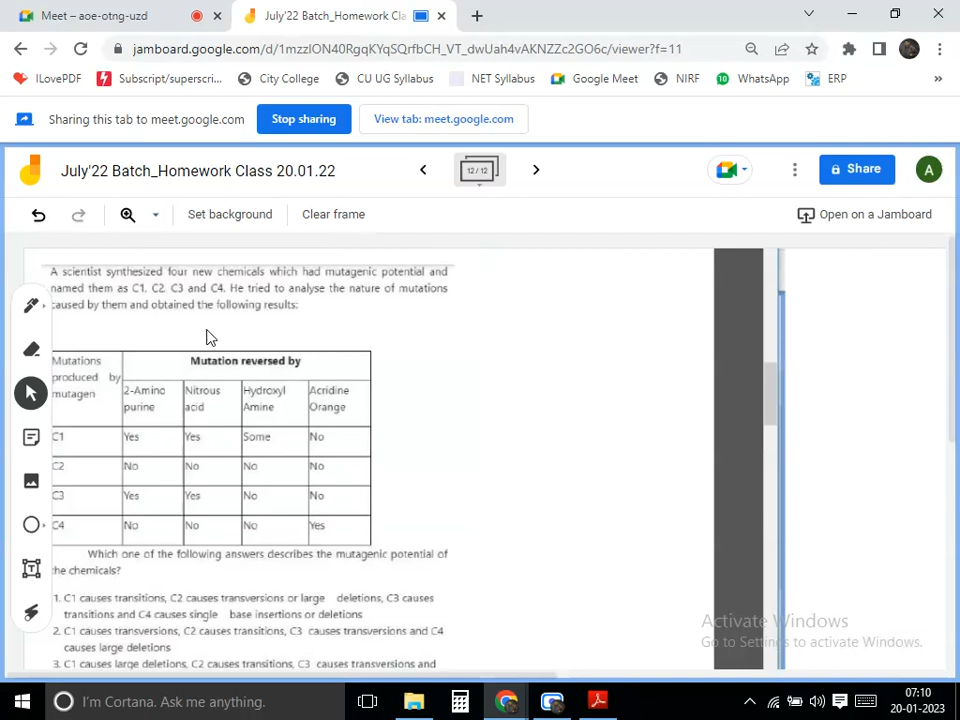 Meet – aoe-otng-uzd
July'22 Batch_Homework Cla
jamboard.google.com/d/1mzzION40RgqKYqSQrfbCH_VT_dwUah4vAKNZZc2GO6c/viewer?f=11
ILovePDF
Subscript/superscri...
City College
CU UG Syllabus
NET Syllabus
Google Meet
NIRF
10
WhatsApp
ERP
»
Sharing this tab to meet.google.com
Stop sharing
View tab: meet.google.com
July'22 Batch_Homework Class 20.01.22
12 / 12
Share
A
Set background
Clear frame
Open on a Jamboard
A scientist synthesized four new chemicals which had mutagenic potential and
named them as C1, C2, C3 and C4. He tried to analyse the nature of mutations
caused by them and obtained the following results:
Mutations produced by mutagen
Mutation reversed by
2-Amino purine
Nitrous acid
Hydroxyl Amine
Acridine Orange
C1 Yes Yes Some No
C2 No No No No
C3 Yes Yes No No
C4 No No No Yes
Which one of the following answers describes the mutagenic potential of
the chemicals?
1. C1 causes transitions, C2 causes transversions or large deletions, C3 causes
transitions and C4 causes single base insertions or deletions
2. C1 causes transversions, C2 causes transitions, C3 causes transversions and C4
causes large deletions
3. C1 causes large deletions, C2 causes transitions, C3 causes transversions and
Activate Windows
Go to Settings to activate Windows.
I'm Cortana. Ask me anything.
07:10
20-01-2023